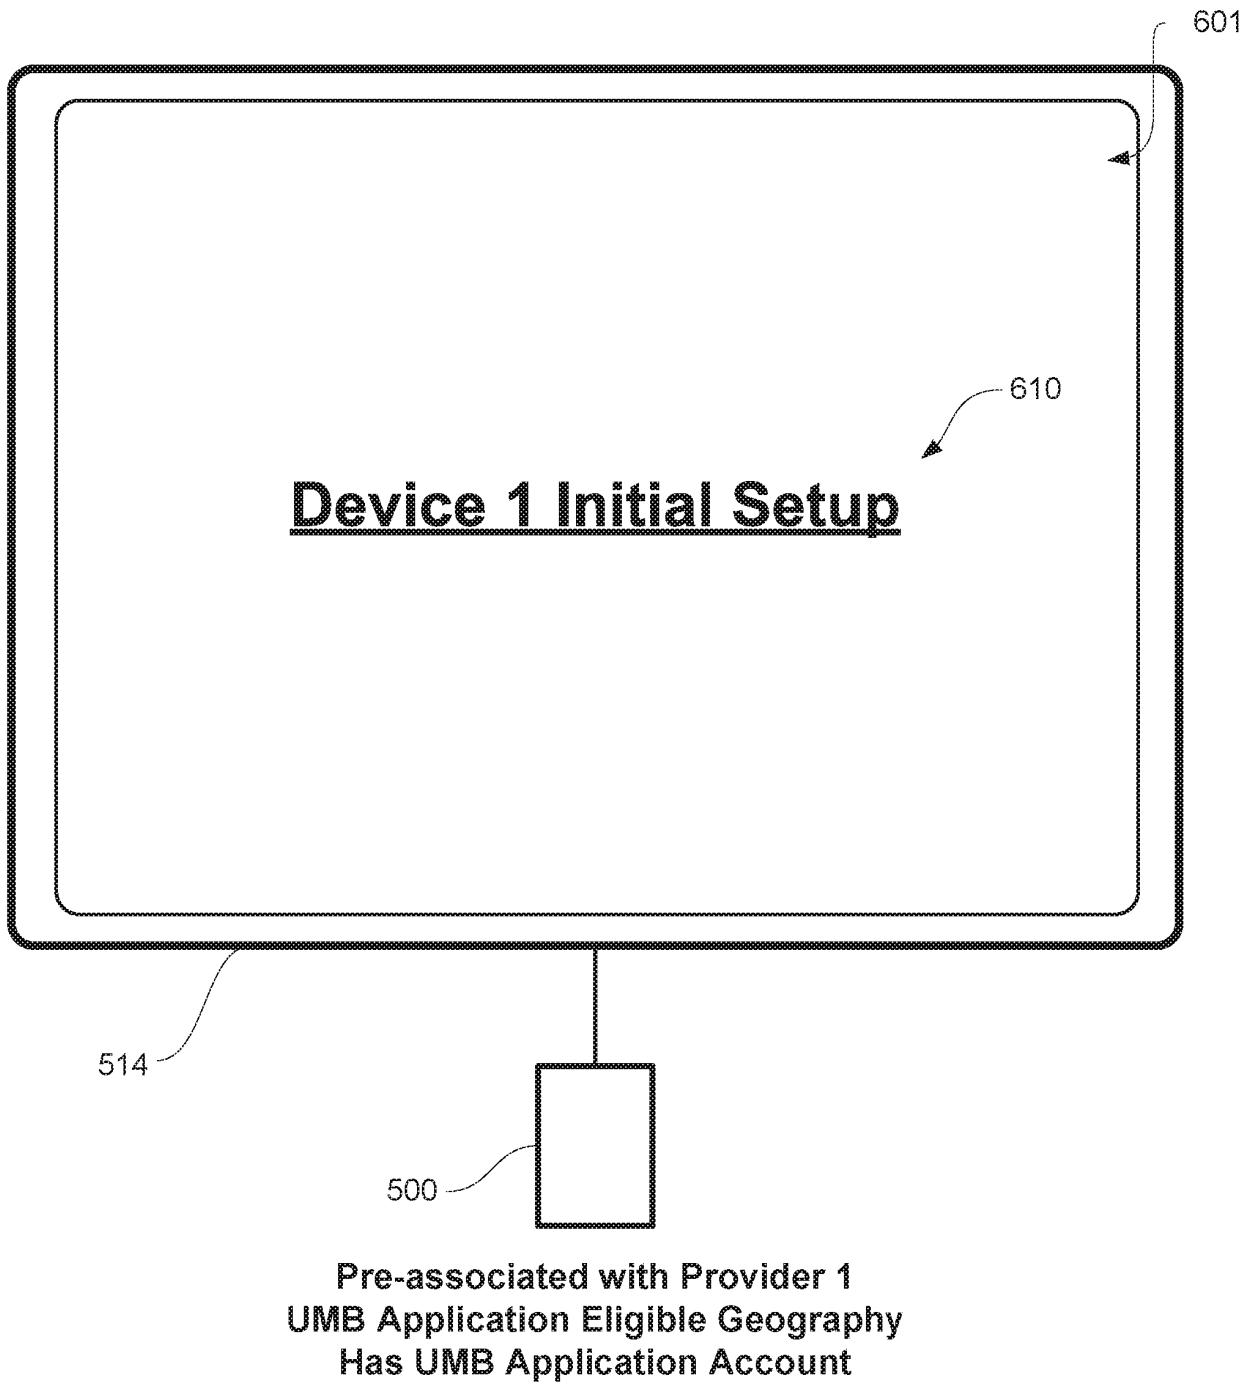 601
610
Device 1 Initial Setup
514
500
Pre-associated with Provider 1
UMB Application Eligible Geography
Has UMB Application Account